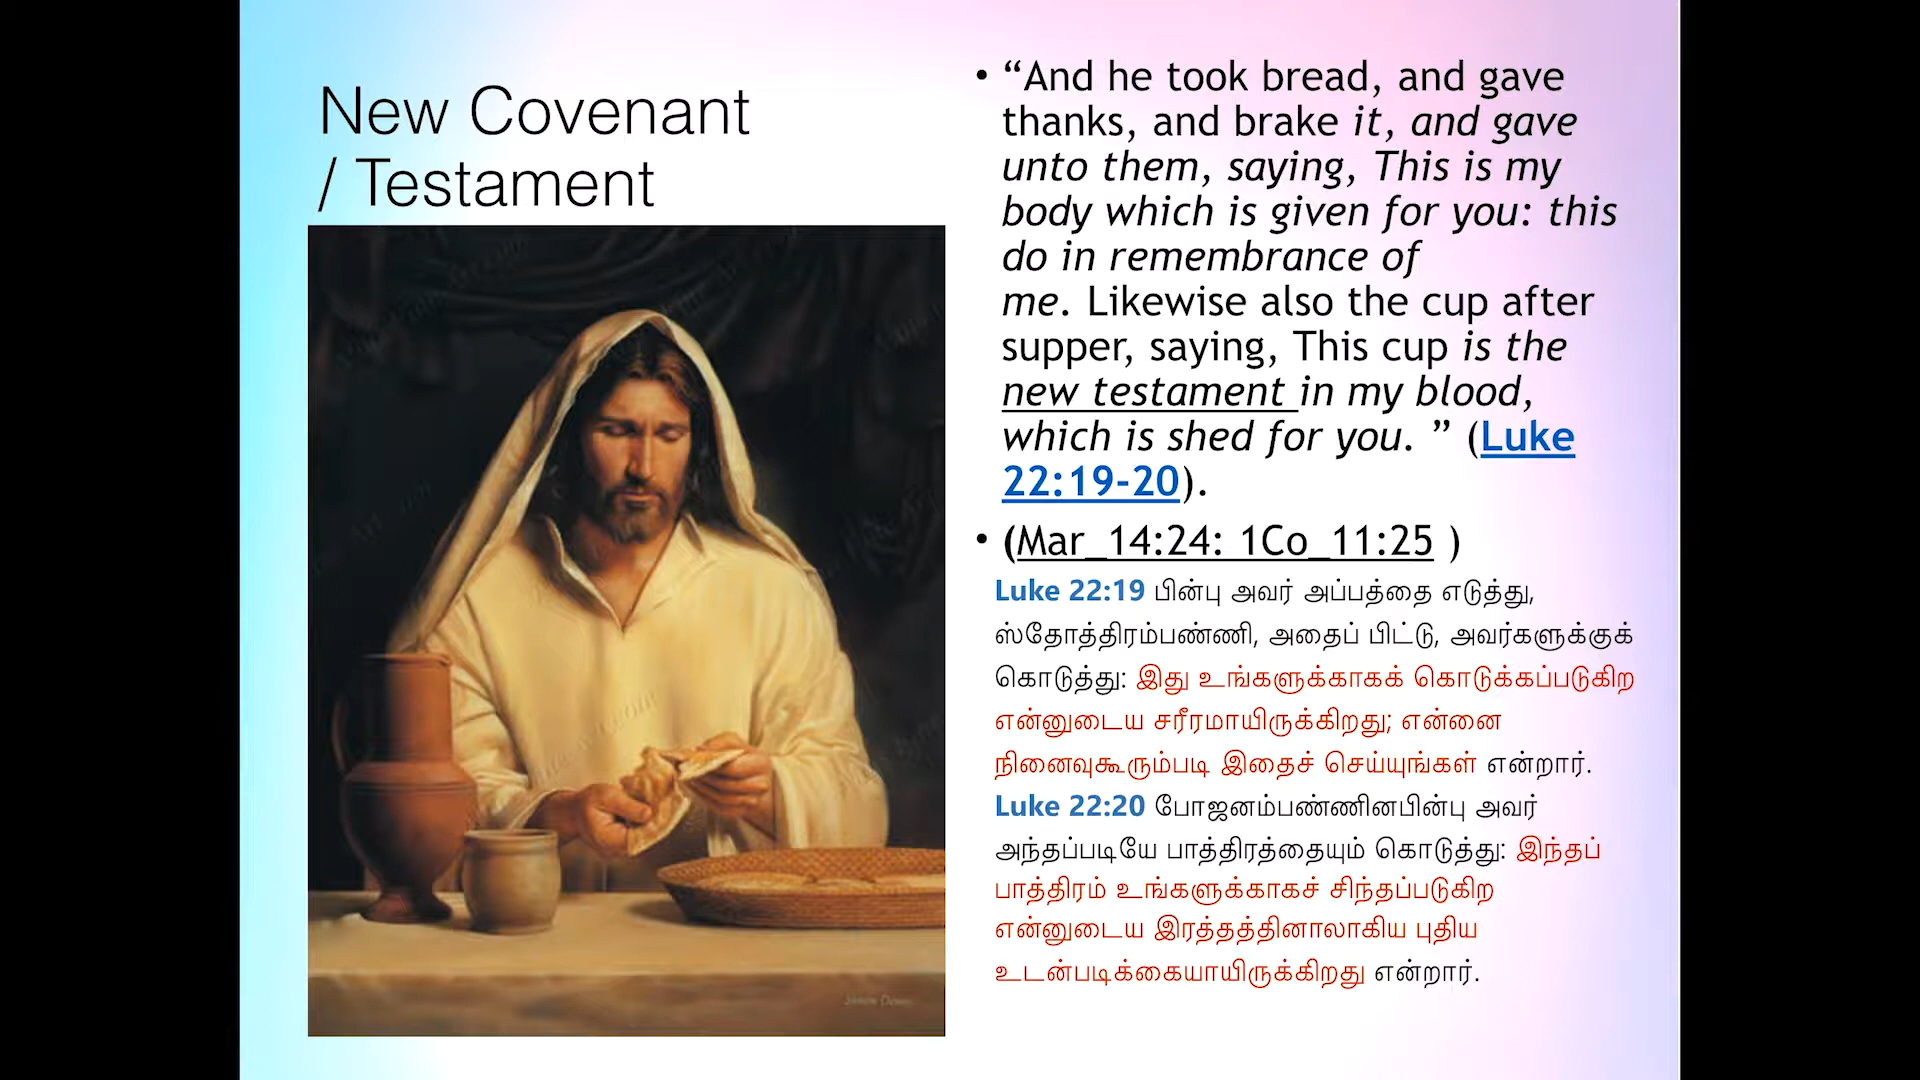 New Covenant
/ Testament
• “And he took bread, and gave
thanks, and brake it, and gave
unto them, saying, This is my
body which is given for you: this
do in remembrance of
me. Likewise also the cup after
supper, saying, This cup is the
new testament in my blood,
which is shed for you. ” (Luke
22:19-20).
• (Mar_14:24: 1Co_11:25 )
Luke 22:19 பின்பு அவர் அப்பத்தை எடுத்து,
ஸ்தோத்திரம்பண்ணி, அதைப் பிட்டு, அவர்களுக்குக்
கொடுத்து: இது உங்களுக்காகக் கொடுக்கப்படுகிற
என்னுடைய சரீரமாயிருக்கிறது; என்னை
நினைவுகூரும்படி இதைச் செய்யுங்கள் என்றார்.
Luke 22:20 போஜனம்பண்ணினபின்பு அவர்
அந்தப்படியே பாத்திரத்தையும் கொடுத்து: இந்தப்
பாத்திரம் உங்களுக்காகச் சிந்தப்படுகிற
என்னுடைய இரத்தத்தினாலாகிய புதிய
உடன்படிக்கையாயிருக்கிறது என்றார்.